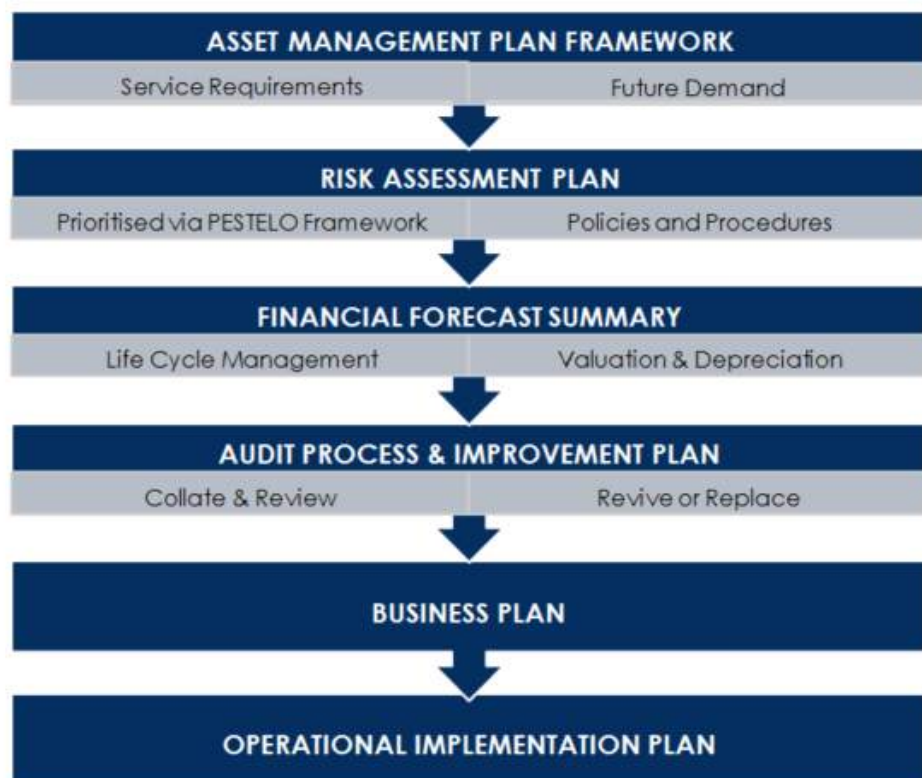 ASSET MANAGEMENT PLAN FRAMEWORK
Service Requirements
Future Demand
RISK ASSESSMENT PLAN
Prioritised via PESTELO Framework
Policies and Procedures
FINANCIAL FORECAST SUMMARY
Life Cycle Management
Valuation & Depreciation
AUDIT PROCESS & IMPROVEMENT PLAN
Collate & Review
Revive or Replace
BUSINESS PLAN
OPERATIONAL IMPLEMENTATION PLAN